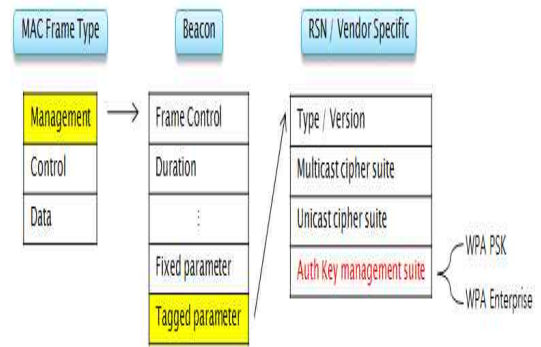 MAC Frame Type
Beacon
RSN / Vendor Specific
Management
Control
Data
Frame Control
Duration
⋮
Fixed parameter
Tagged parameter
Type / Version
Multicast cipher suite
Unicast cipher suite
Auth Key management suite
WPA PSK
WPA Enterprise